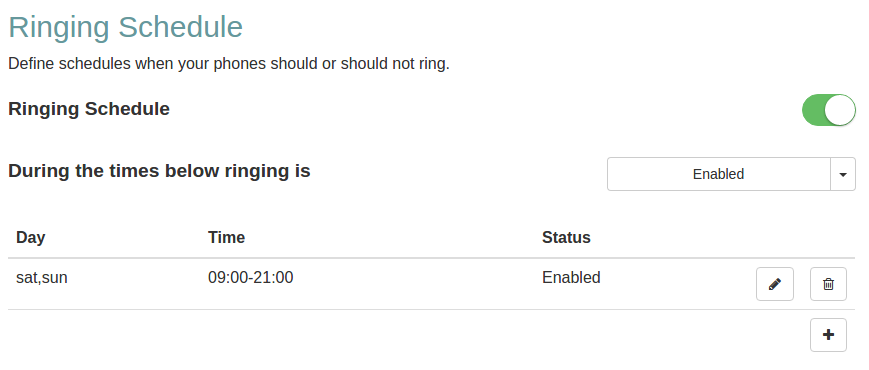 Ringing Schedule
Define schedules when your phones should or should not ring.
Ringing Schedule
During the times below ringing is
Enabled
Day Time Status
sat,sun 09:00-21:00 Enabled